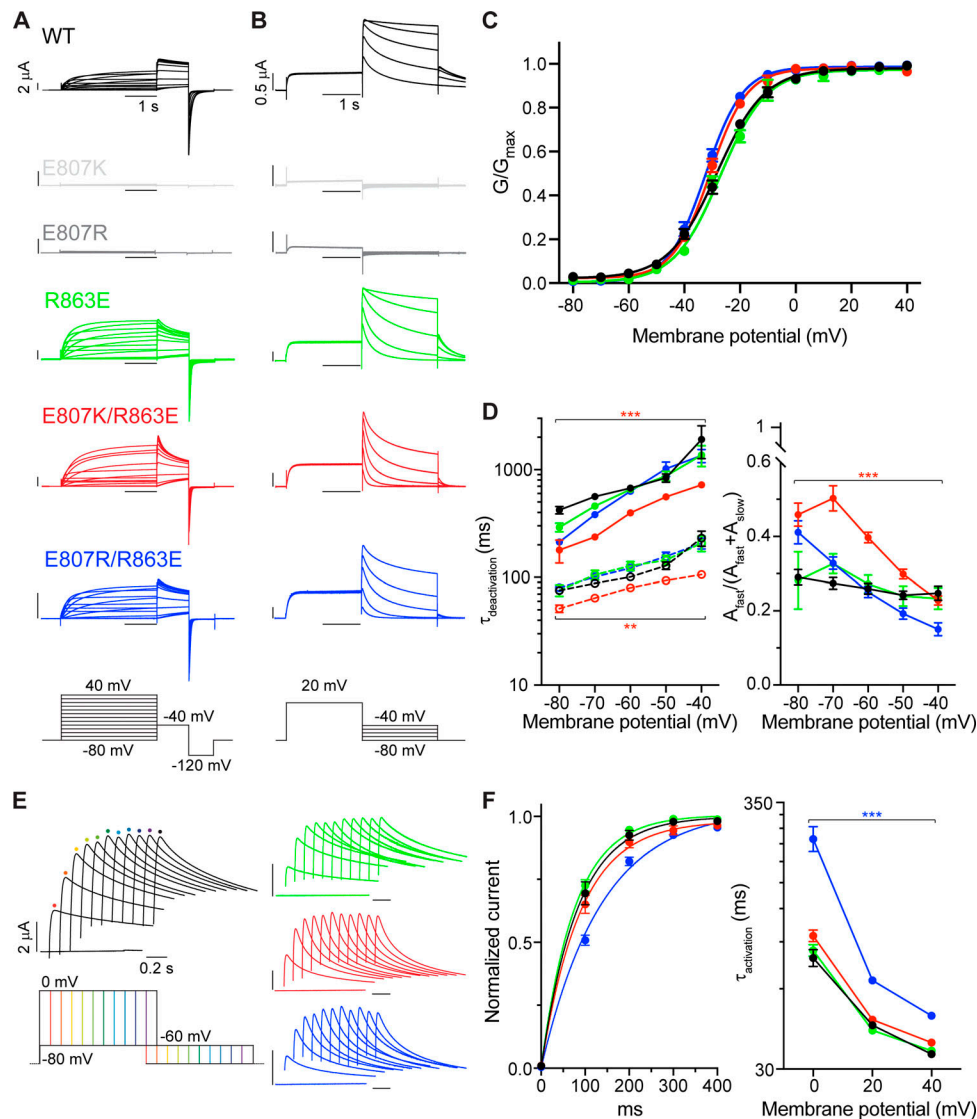 A
B
C
WT
2 μA
1 s
0.5 μA
1 s
E807K
E807R
R863E
E807K/R863E
E807R/R863E
40 mV
-40 mV
-80 mV
-120 mV
20 mV
-40 mV
-80 mV
G/Gmax
1.0
0.8
0.6
0.4
0.2
0.0
-80 -60 -40 -20 0 20 40
Membrane potential (mV)
D
τdeactivation (ms)
1000
100
10
***
**
-80 -70 -60 -50 -40
Membrane potential (mV)
Afast/(Afast+Aslow)
1
0.6
0.4
0.2
0.0
***
-80 -70 -60 -50 -40
Membrane potential (mV)
E
2 μA
0.2 s
0 mV
-60 mV
-80 mV
F
Normalized current
1.0
0.5
0.0
0 100 200 300 400
ms
τactivation (ms)
350
30
***
0 20 40
Membrane potential (mV)